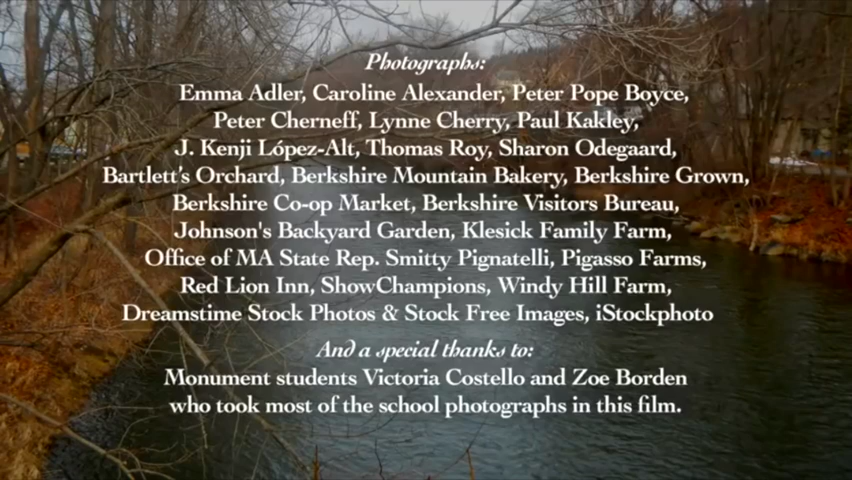 Photographs:
Emma Adler, Caroline Alexander, Peter Pope Boyce,
Peter Cherneff, Lynne Cherry, Paul Kakley,
J. Kenji López-Alt, Thomas Roy, Sharon Odegaard,
Bartlett's Orchard, Berkshire Mountain Bakery, Berkshire Grown,
Berkshire Co-op Market, Berkshire Visitors Bureau,
Johnson's Backyard Garden, Klesick Family Farm,
Office of MA State Rep. Smitty Pignatelli, Pigasso Farms,
Red Lion Inn, ShowChampions, Windy Hill Farm,
Dreamstime Stock Photos & Stock Free Images, iStockphoto
And a special thanks to:
Monument students Victoria Costello and Zoe Borden
who took most of the school photographs in this film.